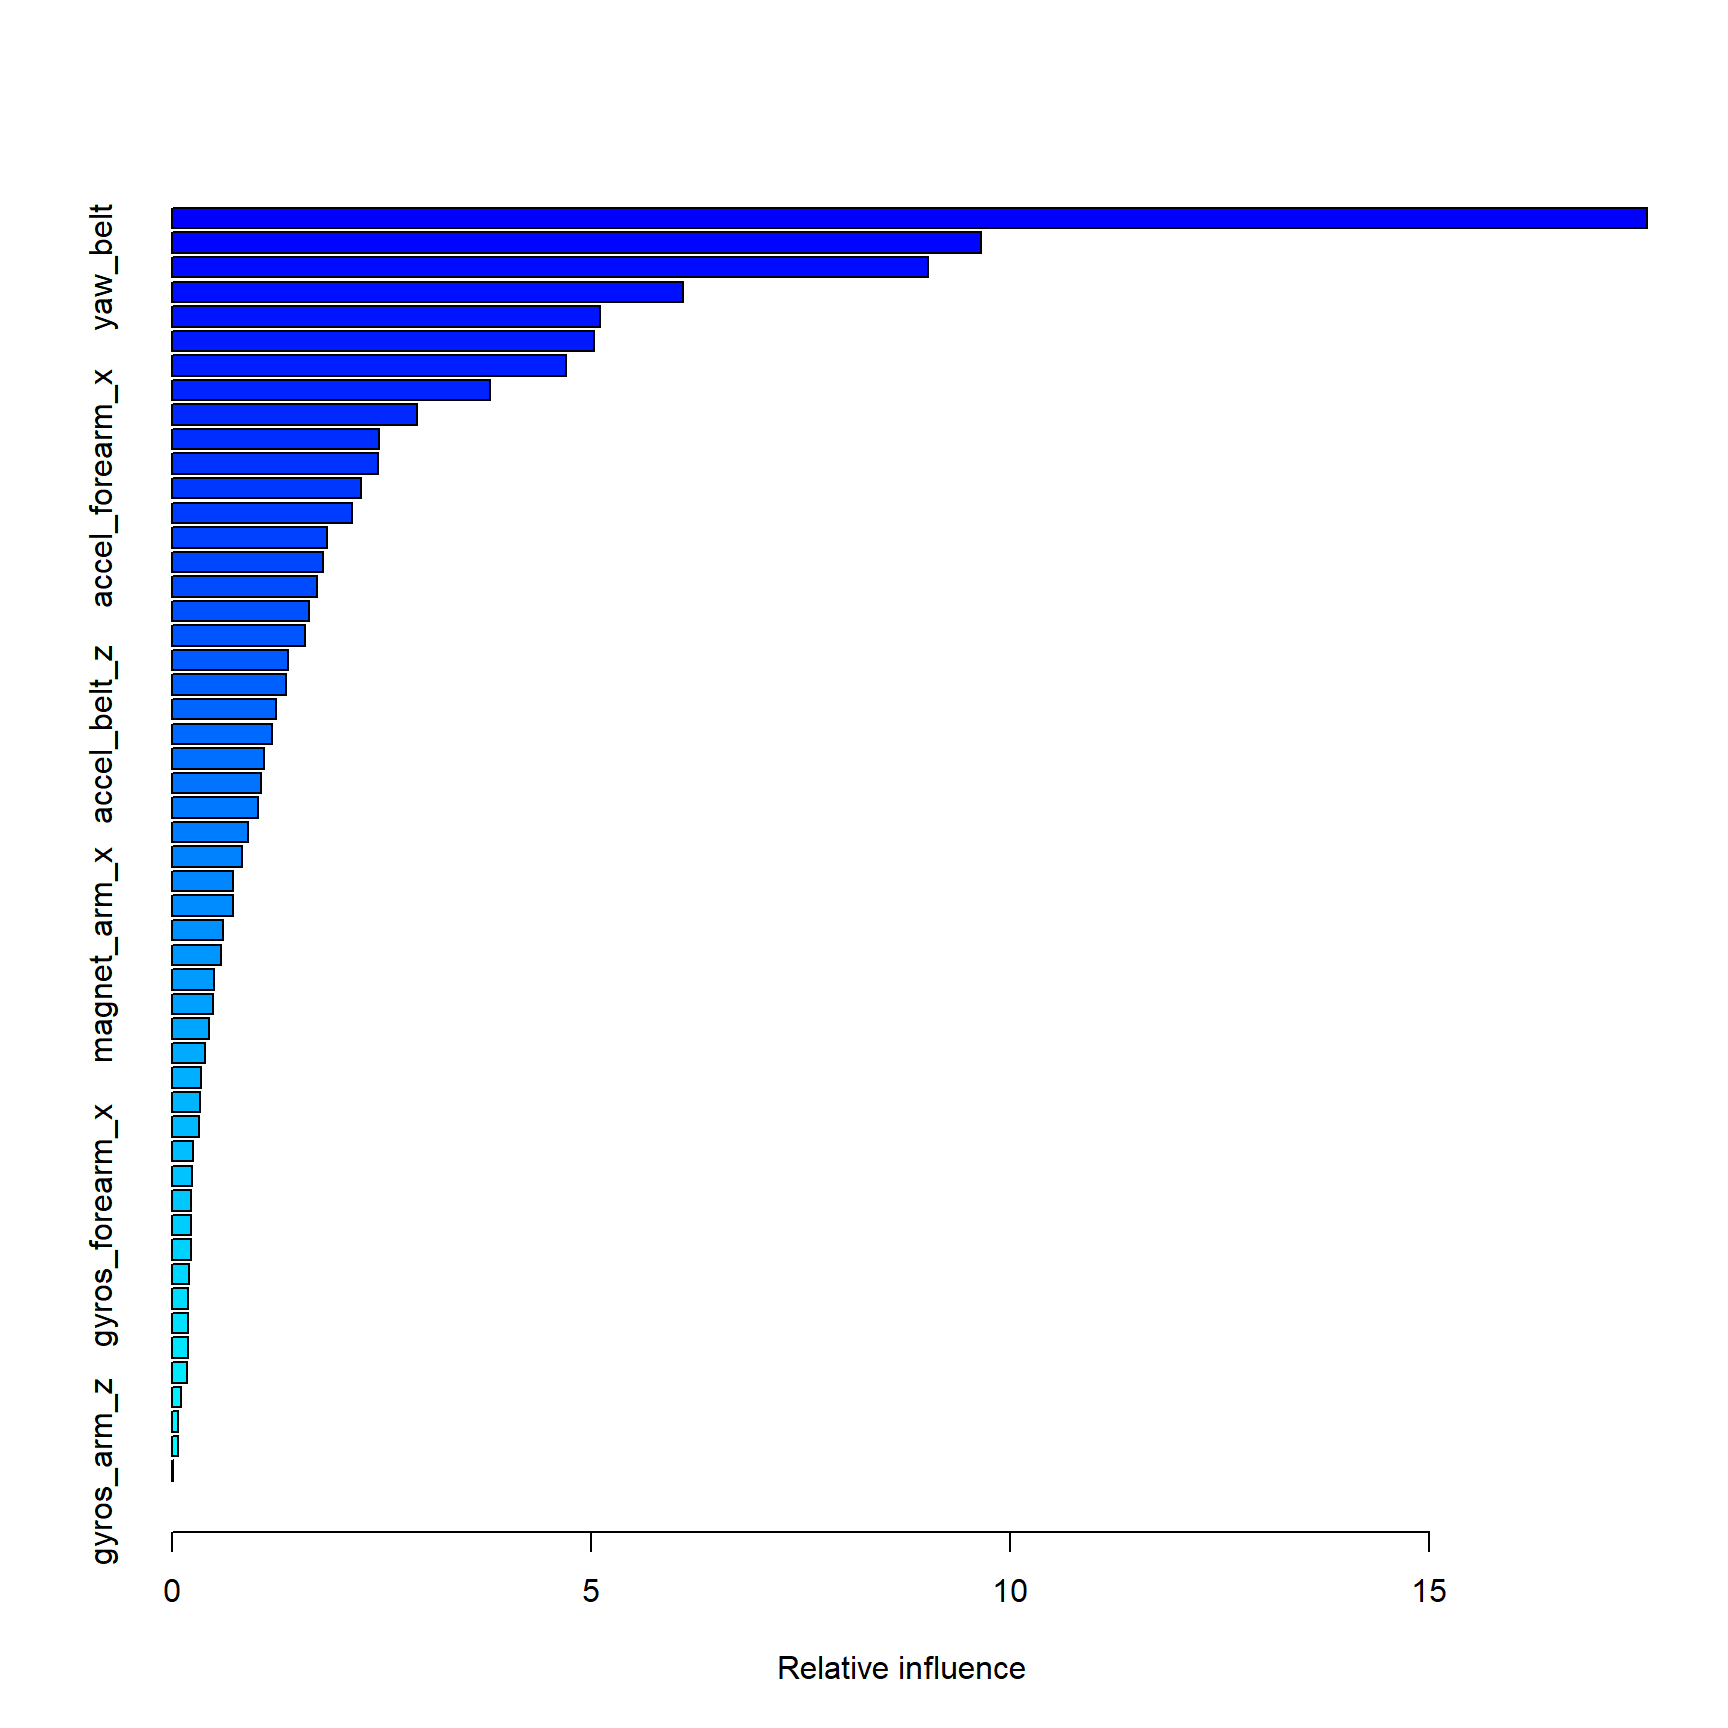 yaw_belt
accel_forearm_x
accel_belt_z
magnet_arm_x
gyros_forearm_x
gyros_arm_z
0 5 10 15
Relative influence